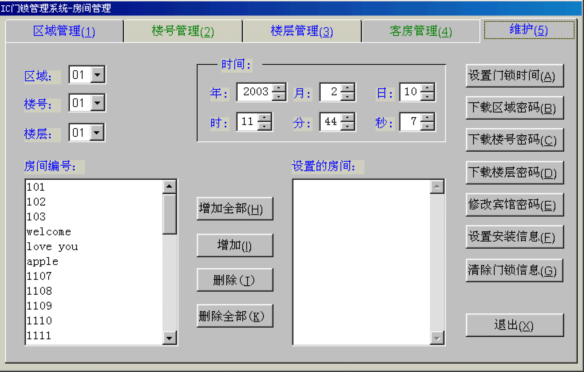 IC门锁管理系统-房间管理
区域管理(1) 楼号管理(2) 楼层管理(3) 客房管理(4) 维护(5)
区域: 01
楼号: 01
楼层: 01
时间:
年: 2003 月: 2 日: 10
时: 11 分: 44 秒: 7
房间编号:
101
102
103
welcome
love you
apple
1107
1108
1109
1110
1111
增加全部(H)
增加(I)
删除(T)
删除全部(K)
设置的房间:
设置门锁时间(A)
下载区域密码(B)
下载楼号密码(C)
下载楼层密码(D)
修改宾馆密码(E)
设置安装信息(F)
清除门锁信息(G)
退出(X)